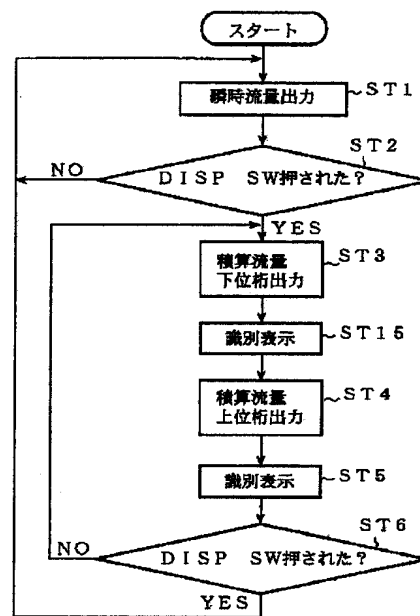 スタート
瞬時流量出力
ST1
ST2
NO
DISP SW押された？
YES
積算流量
下位桁出力
ST3
識別表示
ST15
積算流量
上位桁出力
ST4
識別表示
ST5
ST6
NO
DISP SW押された？
YES